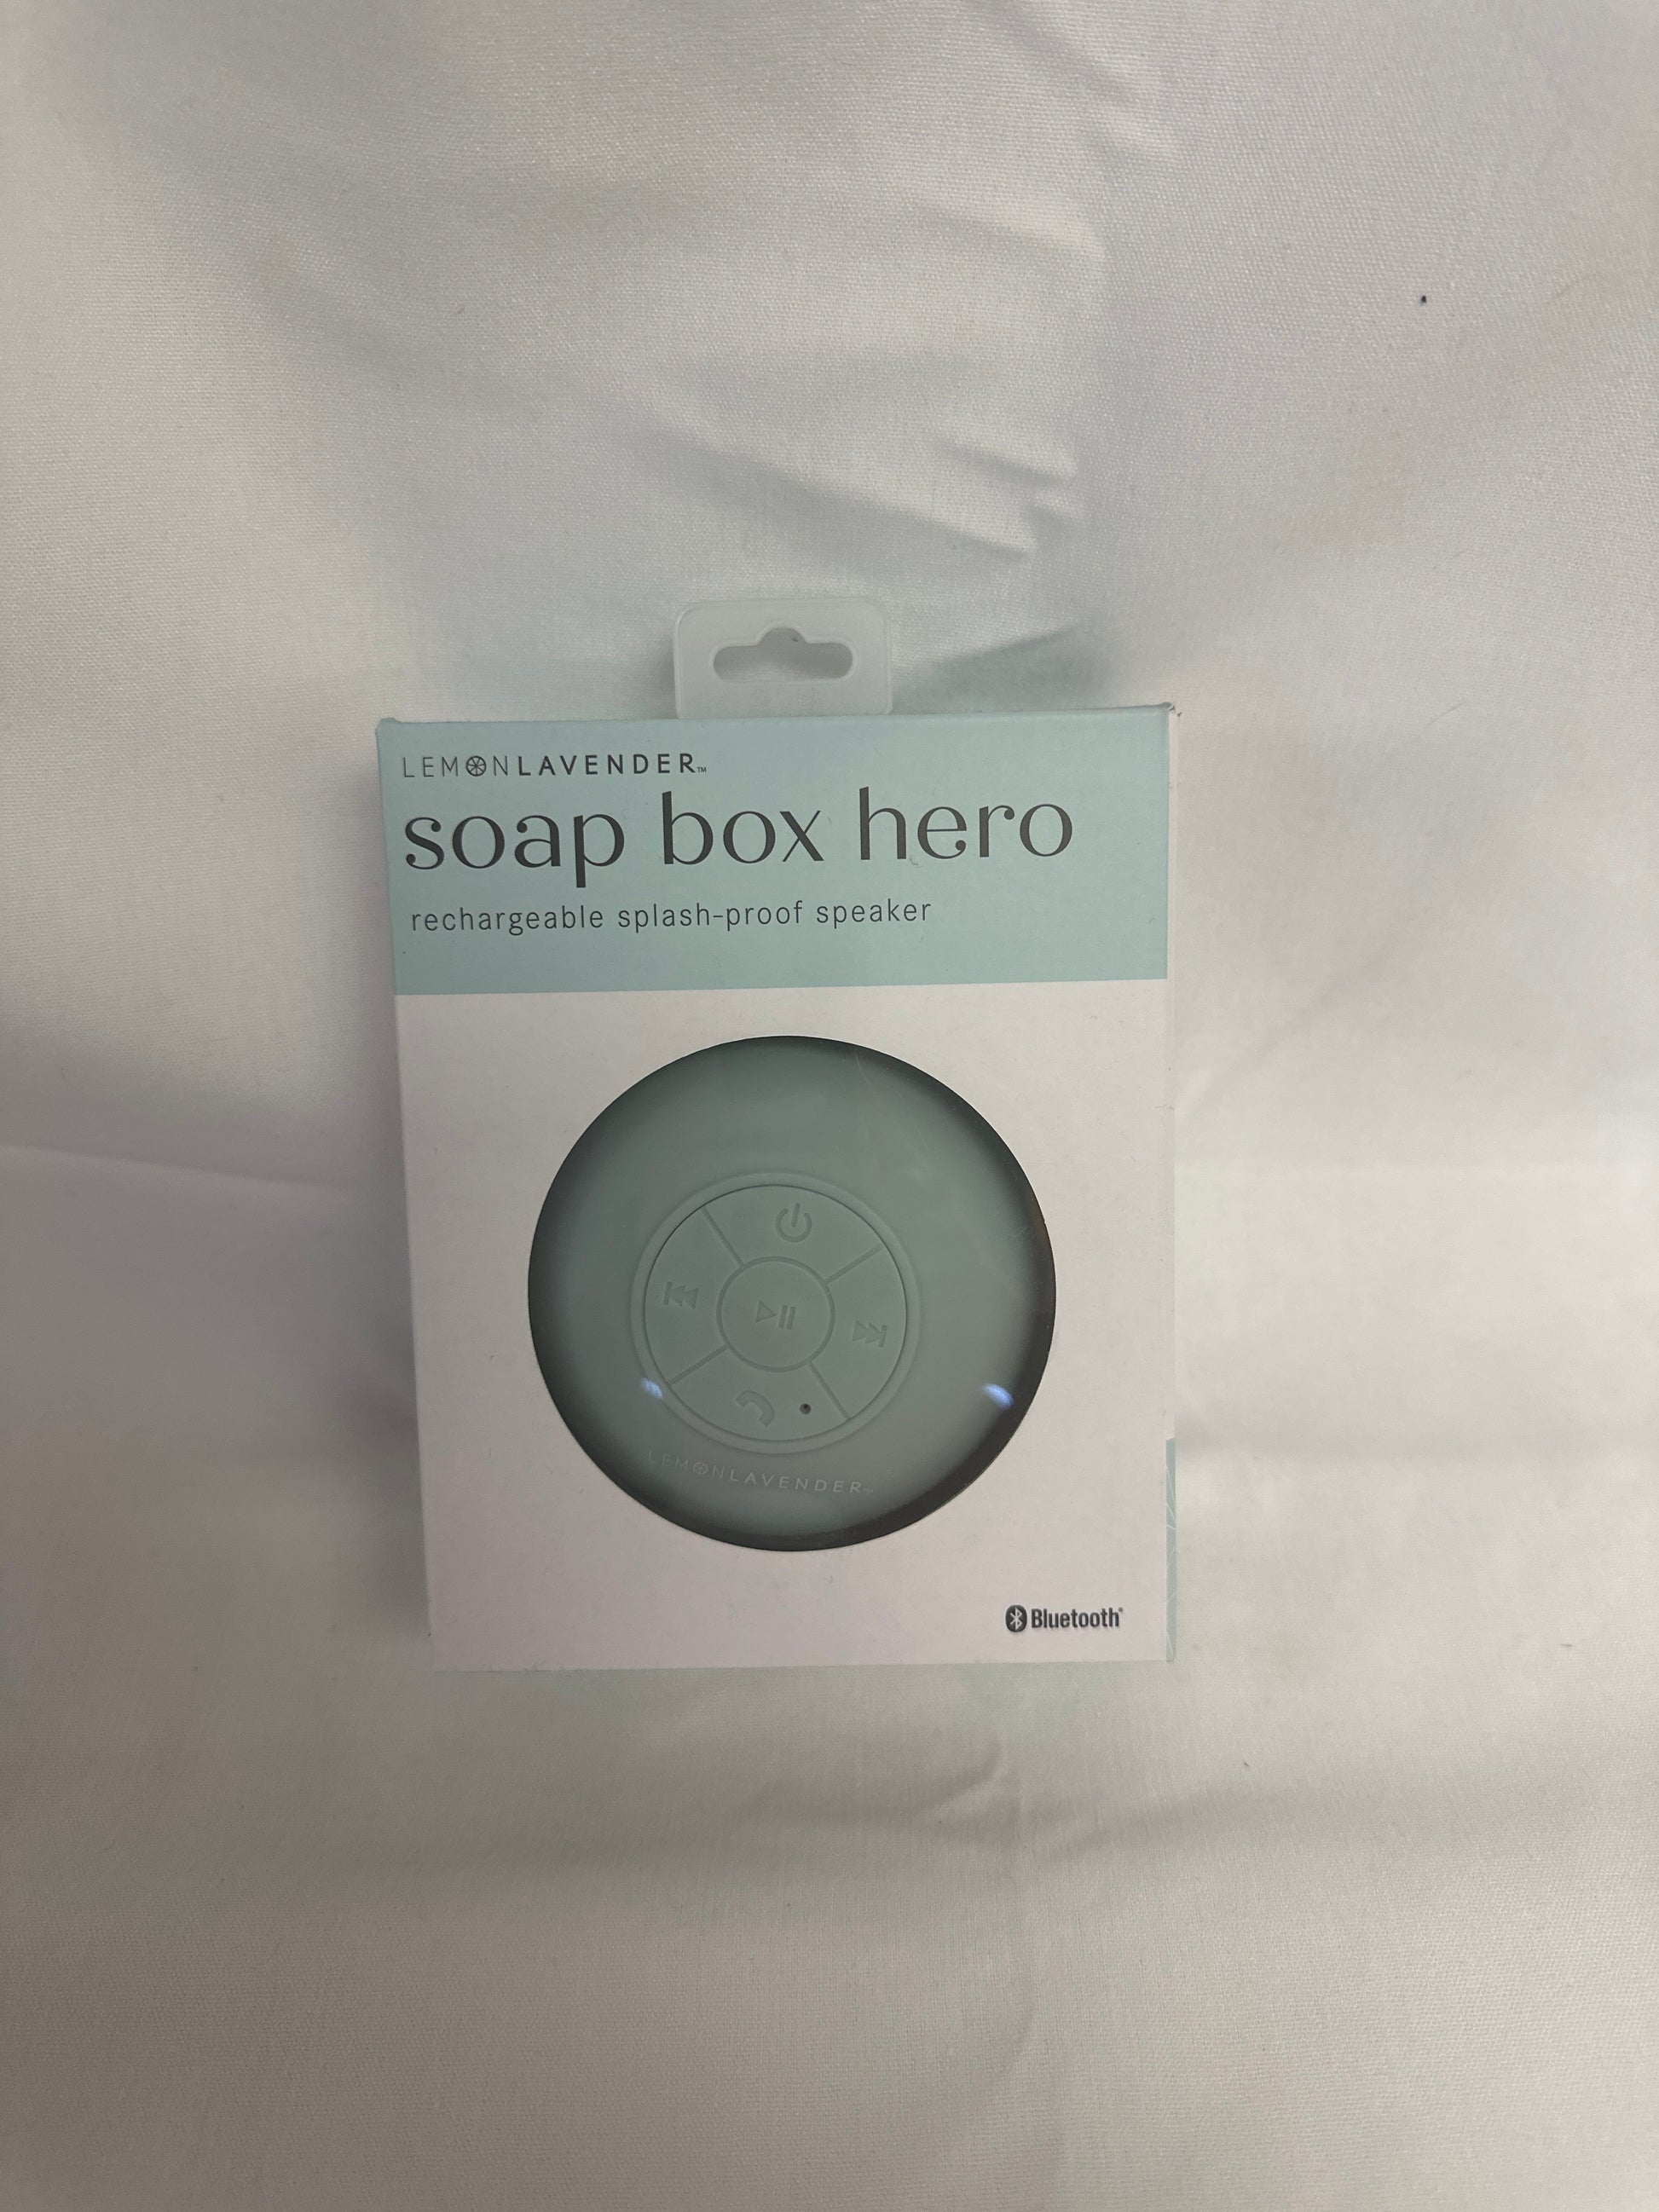 LEMONLAVENDER™
soap box hero
rechargeable splash-proof speaker
LEMONLAVENDER™
Bluetooth®